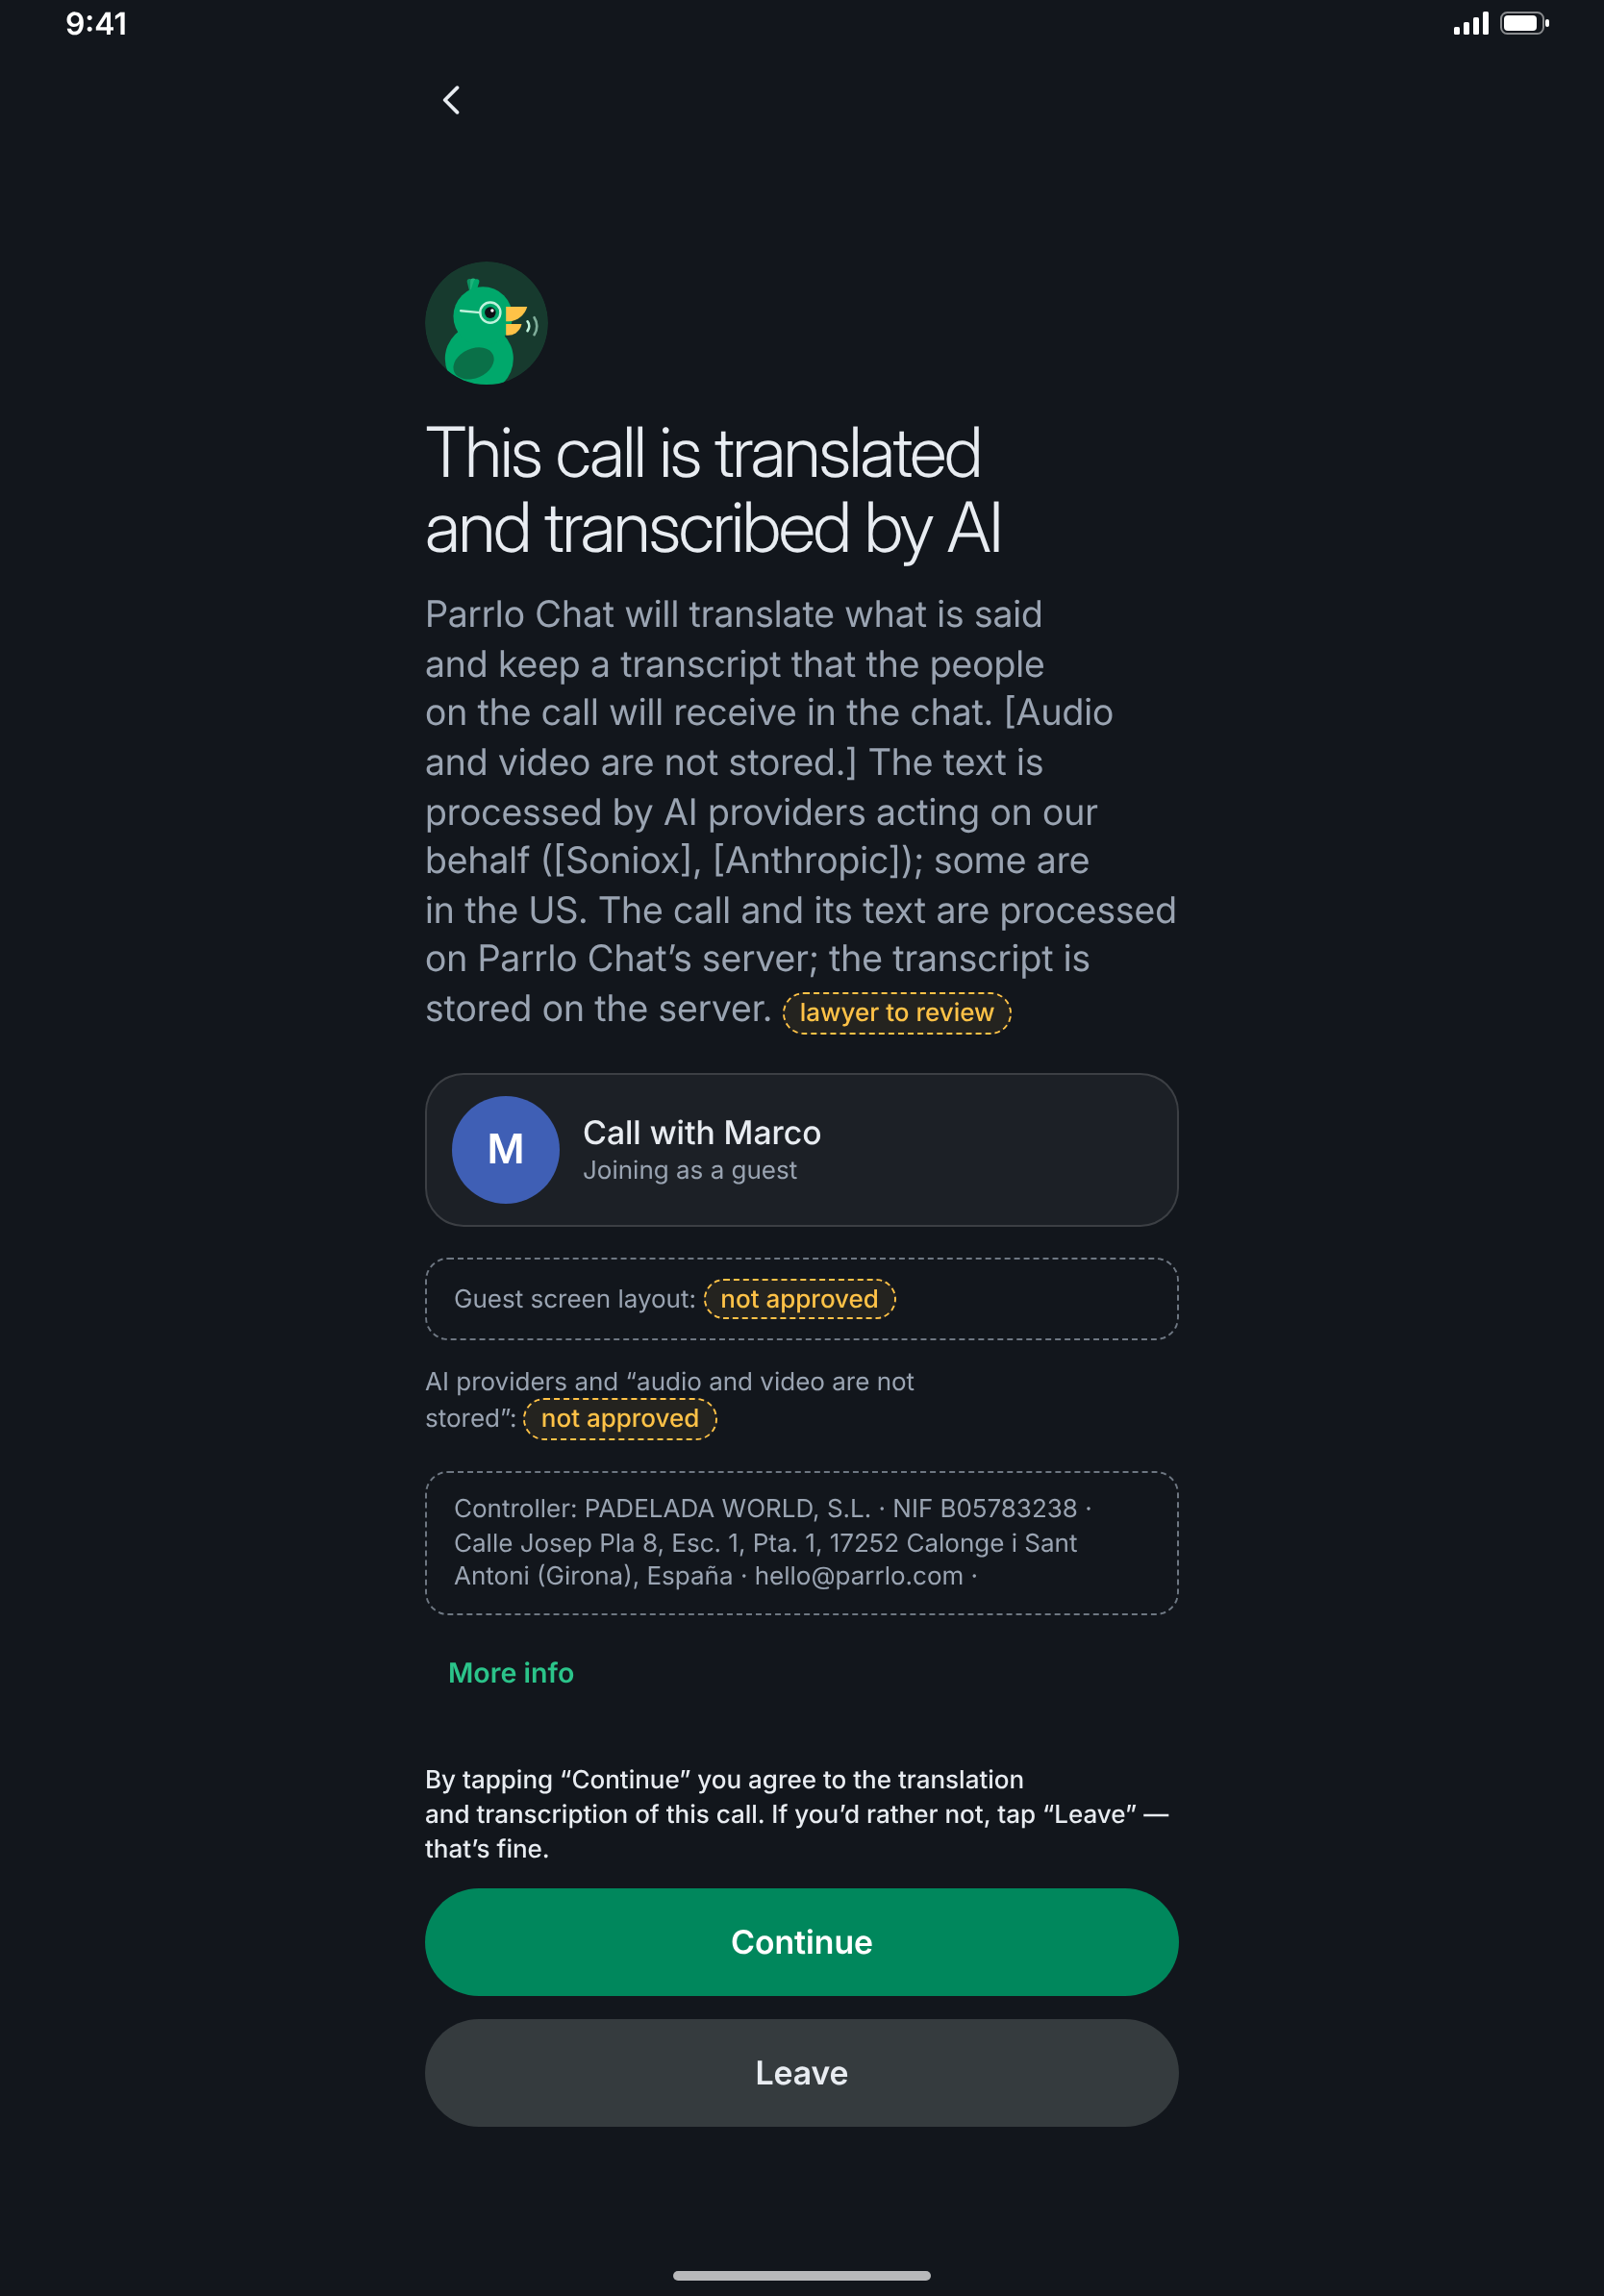 9:41
This call is translated
and transcribed by AI
Parrlo Chat will translate what is said
and keep a transcript that the people
on the call will receive in the chat. [Audio
and video are not stored.] The text is
processed by AI providers acting on our
behalf ([Soniox], [Anthropic]); some are
in the US. The call and its text are processed
on Parrlo Chat’s server; the transcript is
stored on the server. lawyer to review
M
Call with Marco
Joining as a guest
Guest screen layout: not approved
AI providers and “audio and video are not
stored”: not approved
Controller: PADELADA WORLD, S.L. · NIF B05783238 ·
Calle Josep Pla 8, Esc. 1, Pta. 1, 17252 Calonge i Sant
Antoni (Girona), España · hello@parrlo.com ·
More info
By tapping “Continue” you agree to the translation
and transcription of this call. If you’d rather not, tap “Leave” —
that’s fine.
Continue
Leave